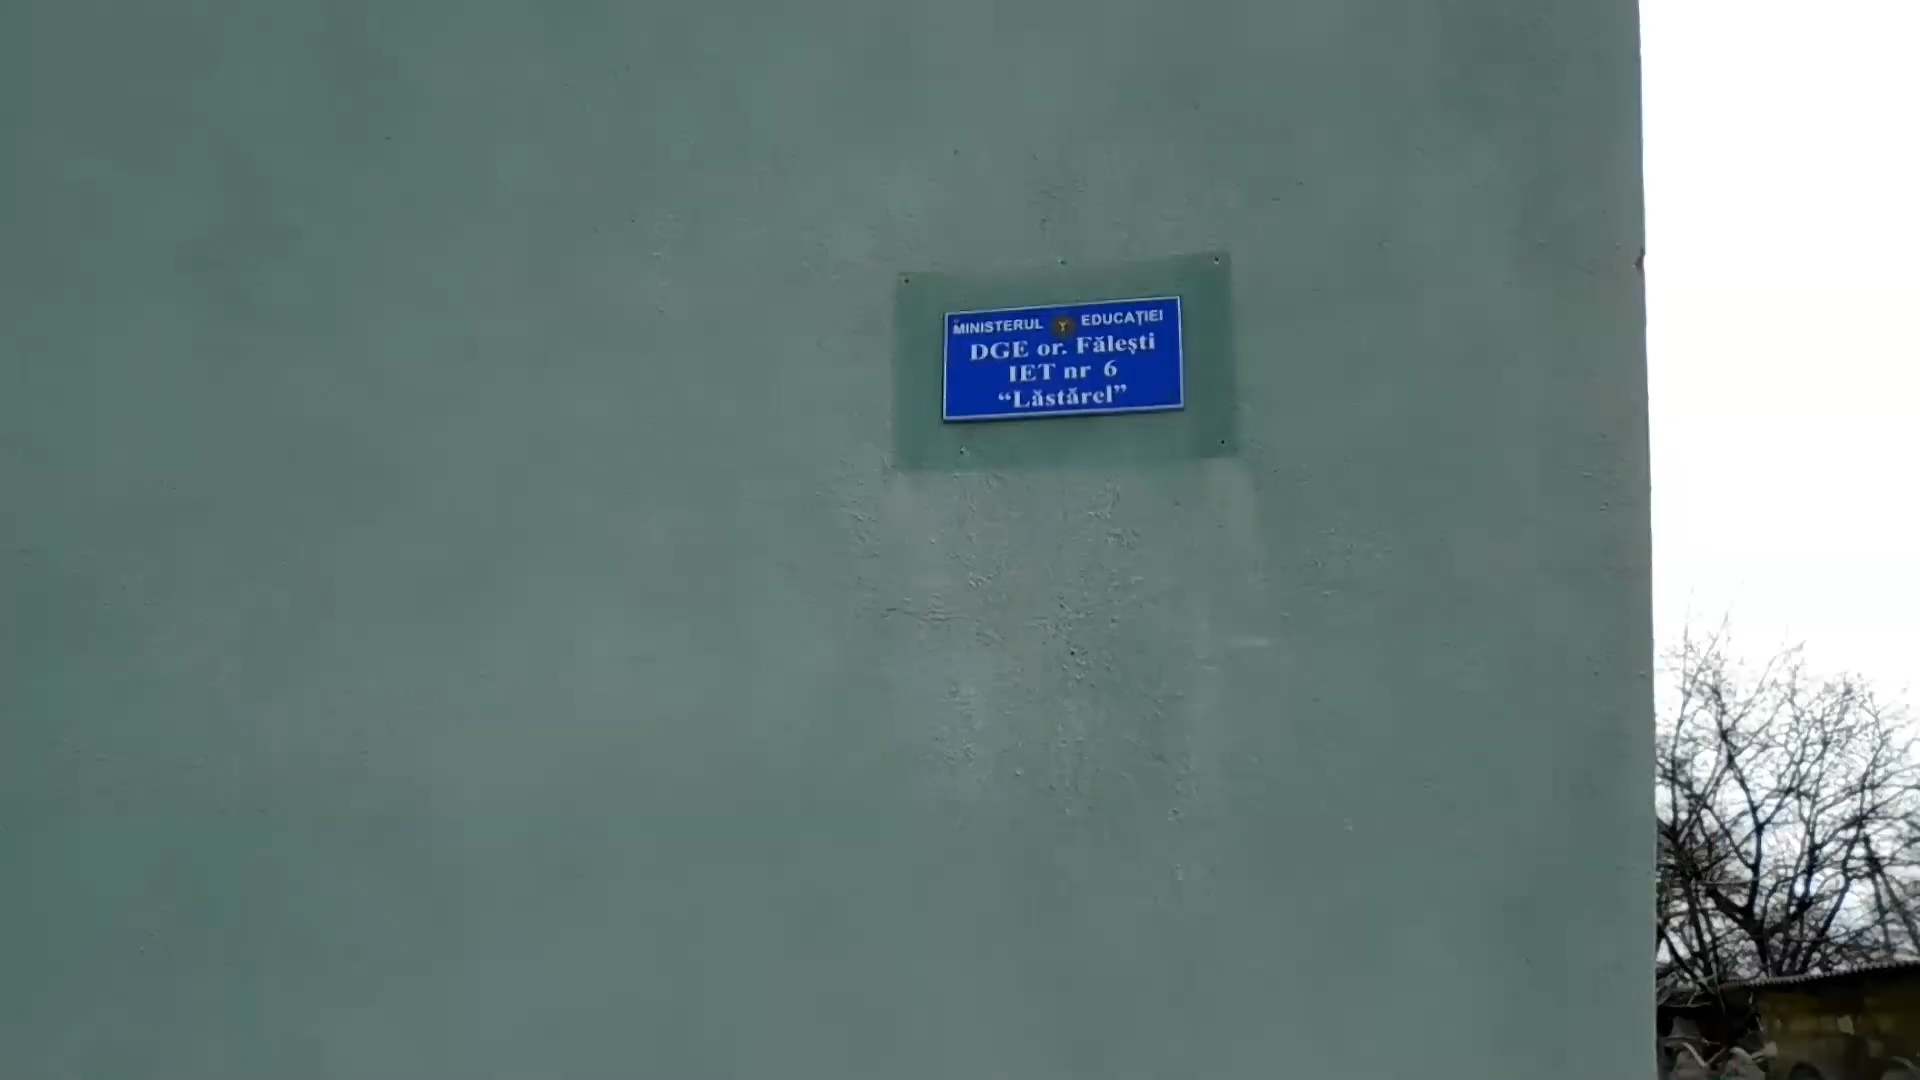 MINISTERUL EDUCAȚIEI
DGE or. Fălești
IET nr 6
“Lăstărel”